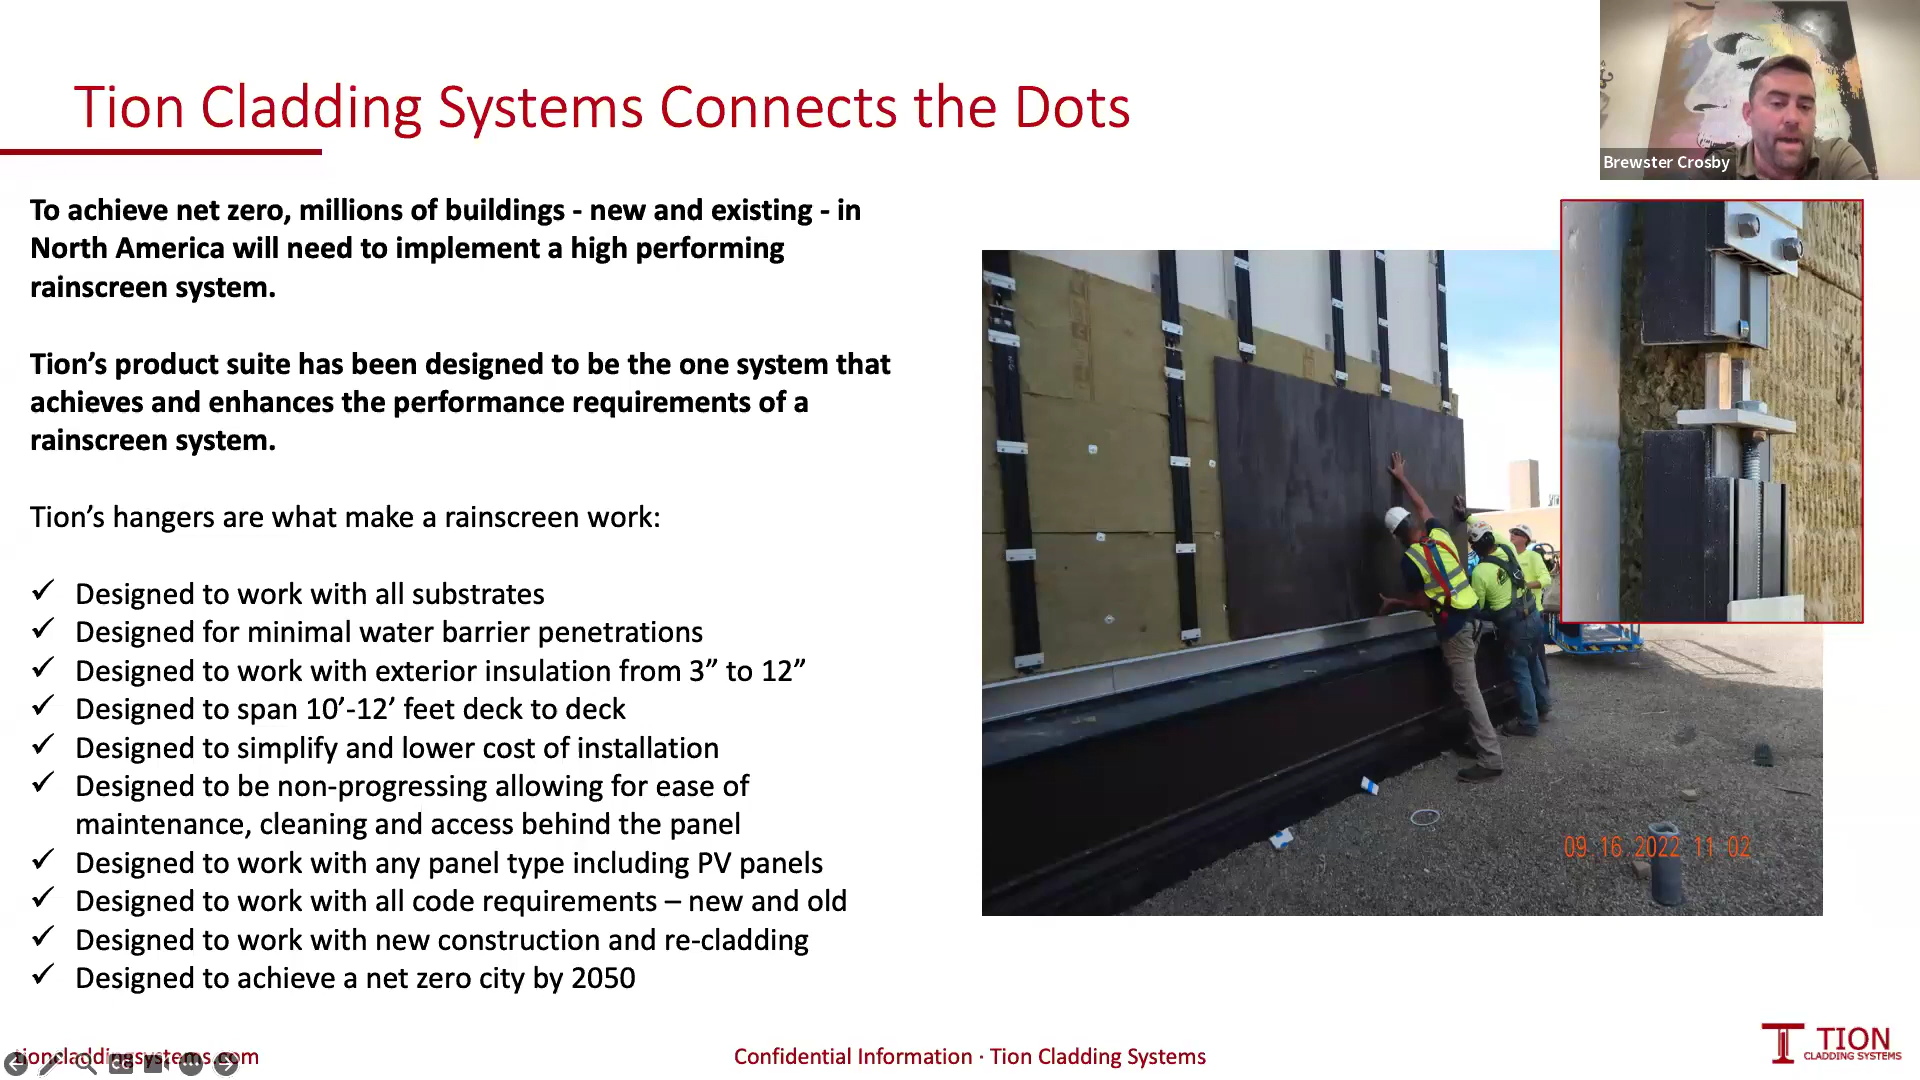 Tion Cladding Systems Connects the Dots
Brewster Crosby
To achieve net zero, millions of buildings - new and existing - in
North America will need to implement a high performing
rainscreen system.
Tion’s product suite has been designed to be the one system that
achieves and enhances the performance requirements of a
rainscreen system.
Tion’s hangers are what make a rainscreen work:
✓ Designed to work with all substrates
✓ Designed for minimal water barrier penetrations
✓ Designed to work with exterior insulation from 3” to 12”
✓ Designed to span 10’-12’ feet deck to deck
✓ Designed to simplify and lower cost of installation
✓ Designed to be non-progressing allowing for ease of
maintenance, cleaning and access behind the panel
✓ Designed to work with any panel type including PV panels
✓ Designed to work with all code requirements – new and old
✓ Designed to work with new construction and re-cladding
✓ Designed to achieve a net zero city by 2050
09 16 2022 11 02
tioncladdingsystems.com
Confidential Information · Tion Cladding Systems
TION
CLADDING SYSTEMS